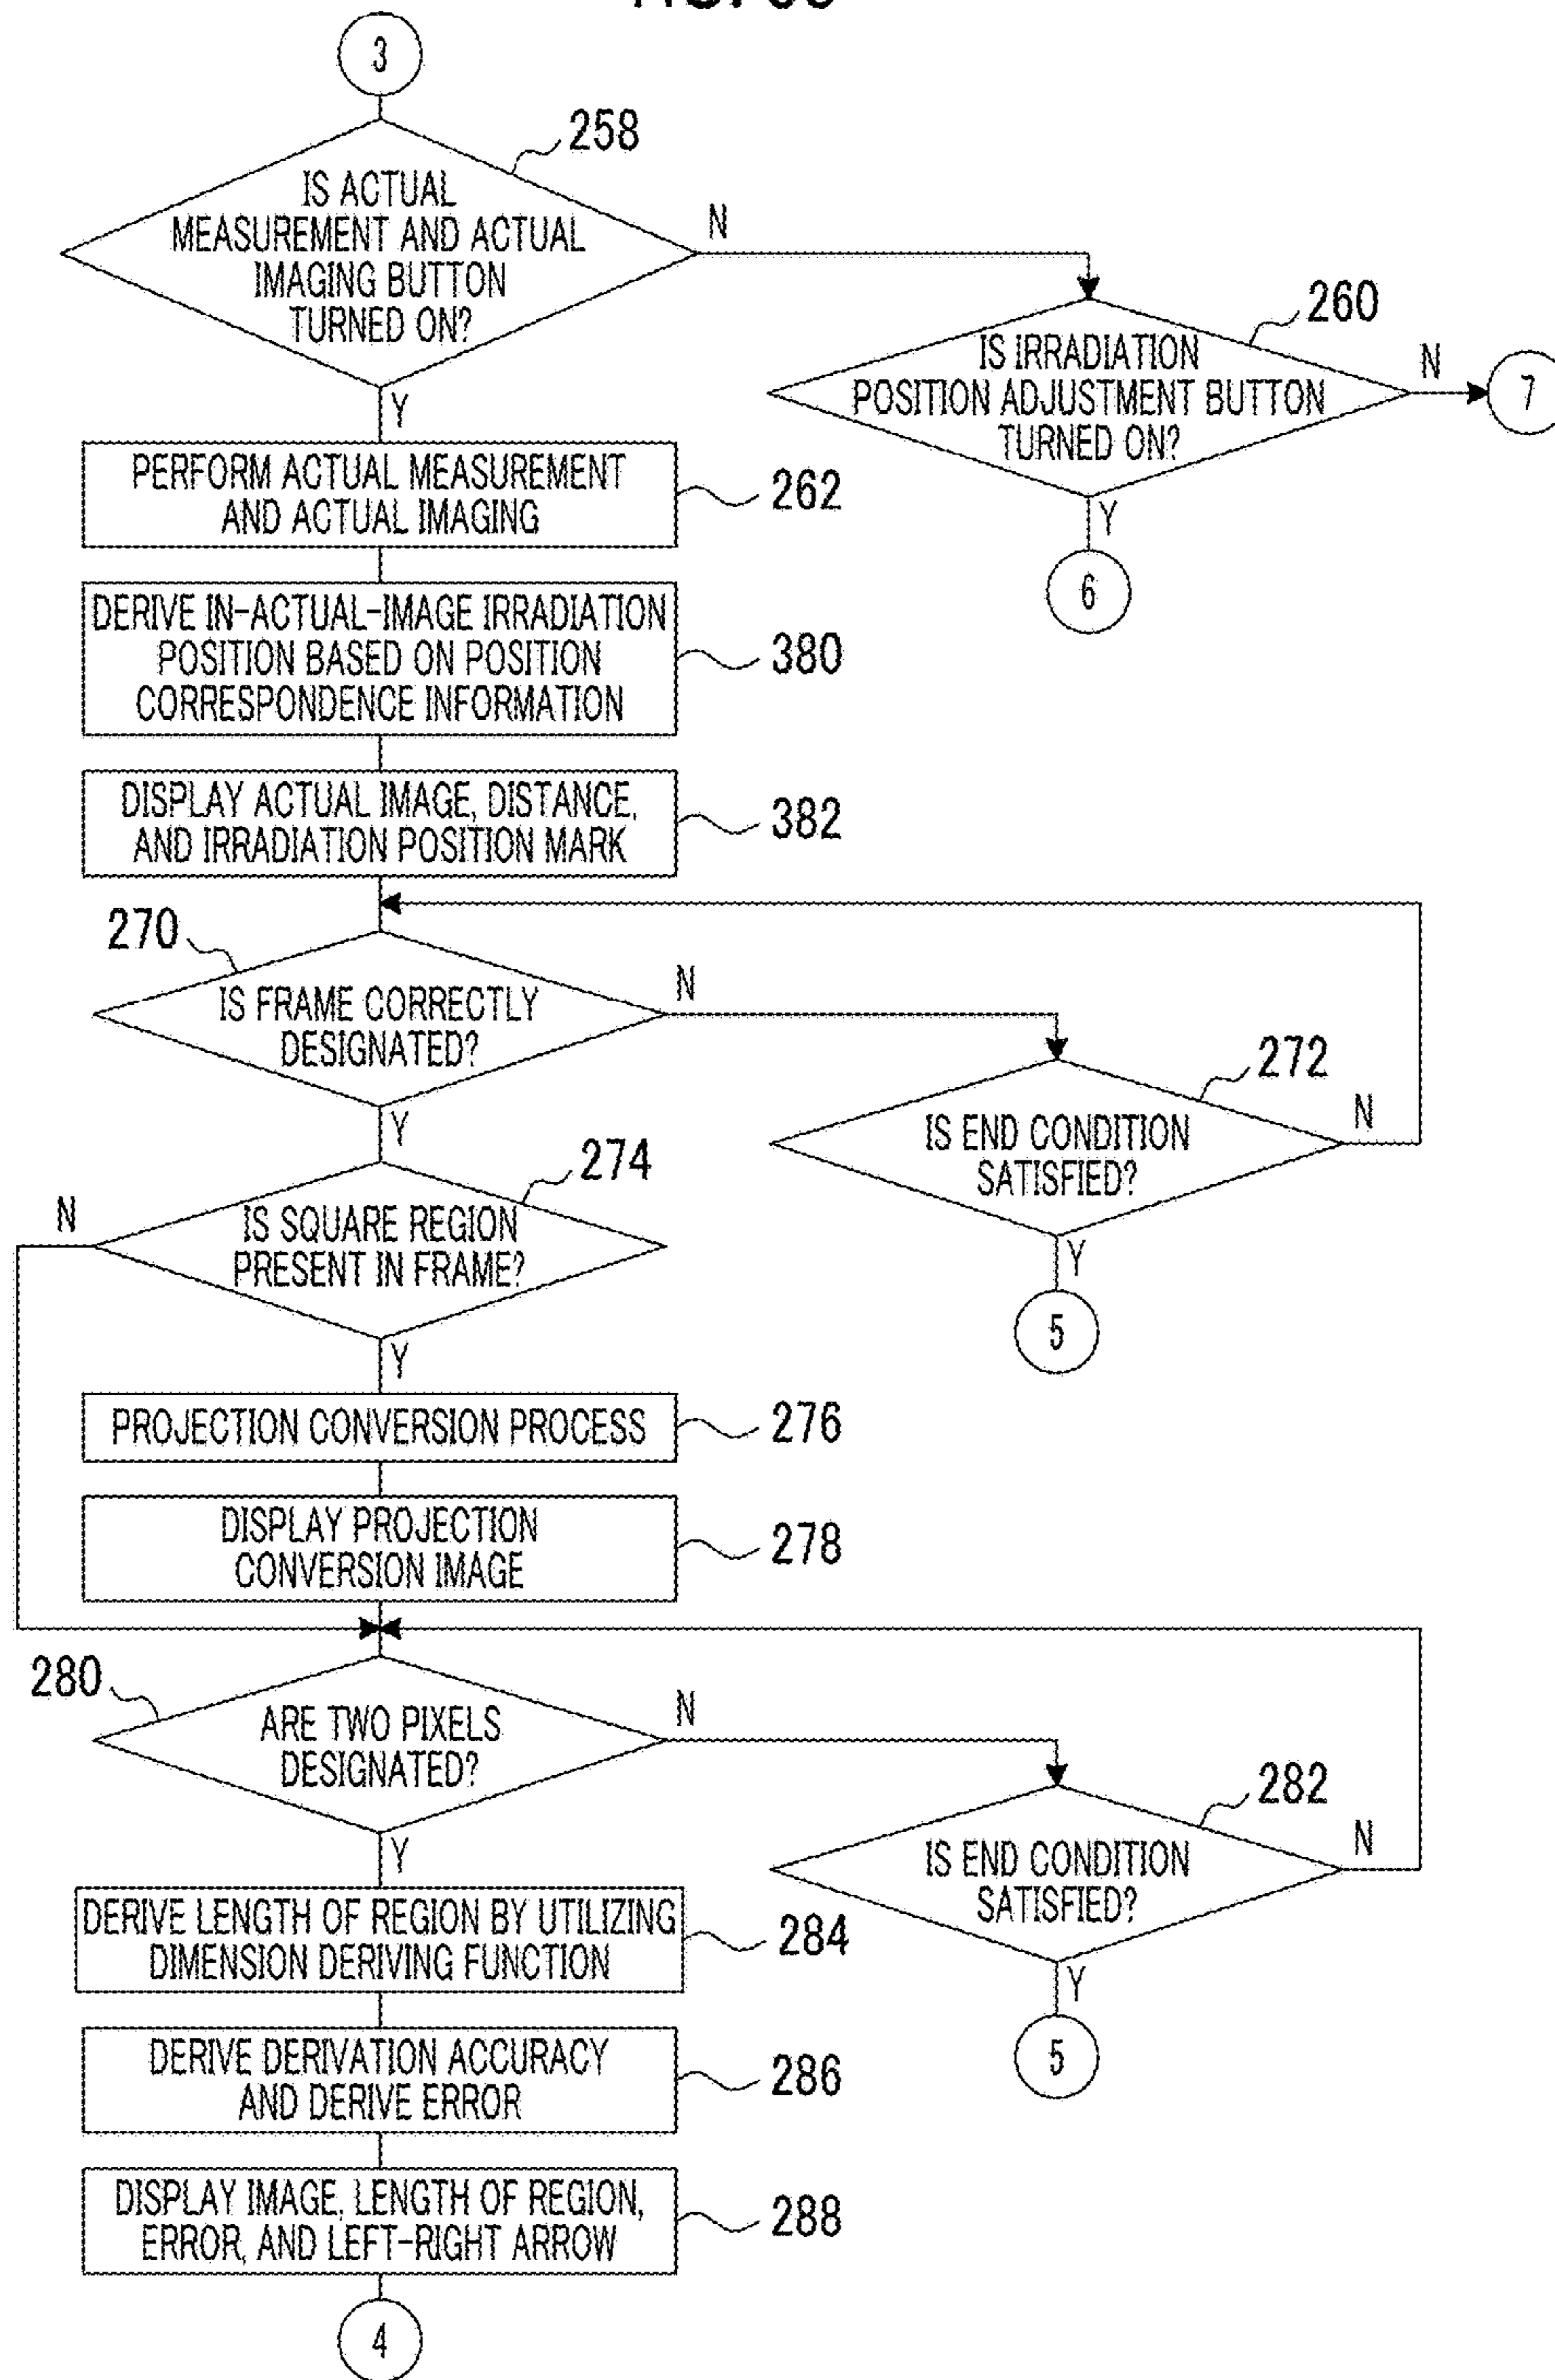 3
258
IS ACTUAL
MEASUREMENT AND ACTUAL
IMAGING BUTTON
TURNED ON?
N
Y
260
IS IRRADIATION
POSITION ADJUSTMENT BUTTON
TURNED ON?
N
7
Y
6
PERFORM ACTUAL MEASUREMENT
AND ACTUAL IMAGING
262
DERIVE IN-ACTUAL-IMAGE IRRADIATION
POSITION BASED ON POSITION
CORRESPONDENCE INFORMATION
380
DISPLAY ACTUAL IMAGE, DISTANCE,
AND IRRADIATION POSITION MARK
382
270
IS FRAME CORRECTLY
DESIGNATED?
N
Y
272
IS END CONDITION
SATISFIED?
N
Y
5
274
IS SQUARE REGION
PRESENT IN FRAME?
N
Y
PROJECTION CONVERSION PROCESS
276
DISPLAY PROJECTION
CONVERSION IMAGE
278
280
ARE TWO PIXELS
DESIGNATED?
N
Y
282
IS END CONDITION
SATISFIED?
N
Y
5
DERIVE LENGTH OF REGION BY UTILIZING
DIMENSION DERIVING FUNCTION
284
DERIVE DERIVATION ACCURACY
AND DERIVE ERROR
286
DISPLAY IMAGE, LENGTH OF REGION,
ERROR, AND LEFT-RIGHT ARROW
288
4